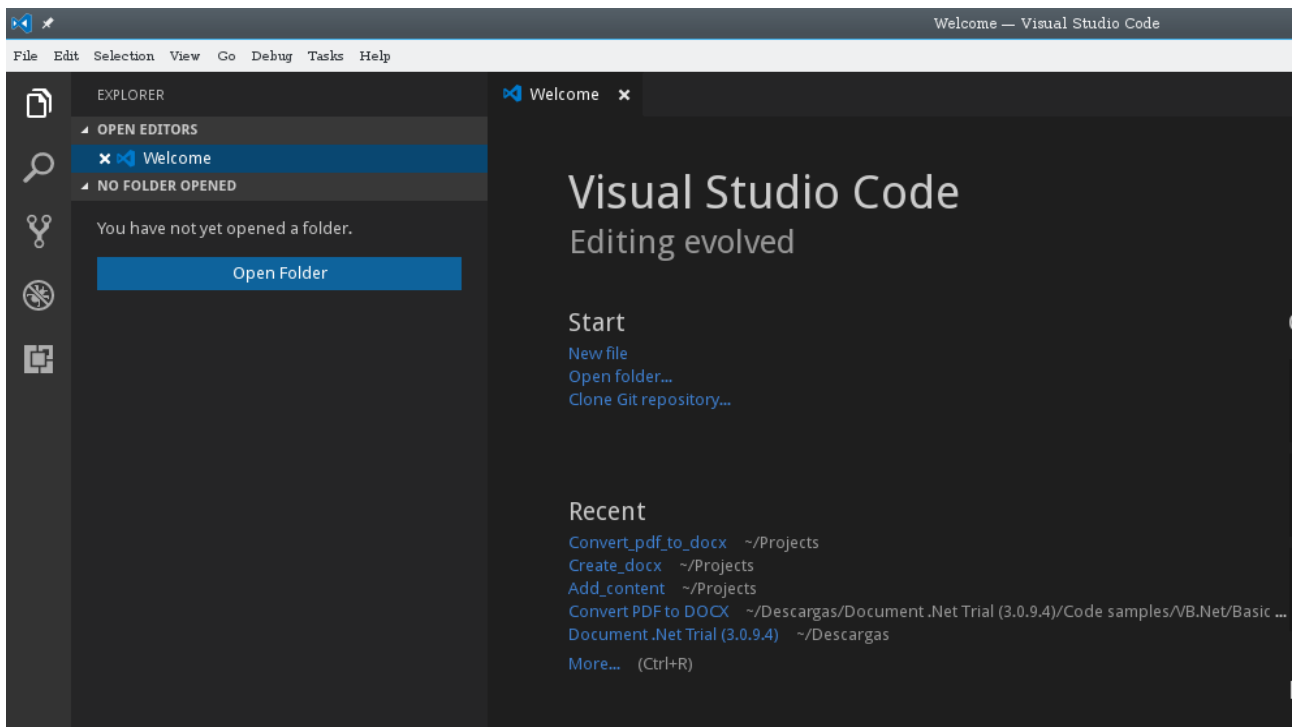 Welcome — Visual Studio Code
File Edit Selection View Go Debug Tasks Help
EXPLORER
OPEN EDITORS
Welcome
NO FOLDER OPENED
You have not yet opened a folder.
Open Folder
Welcome
Visual Studio Code
Editing evolved
Start
New file
Open folder...
Clone Git repository...
Recent
Convert_pdf_to_docx ~/Projects
Create_docx ~/Projects
Add_content ~/Projects
Convert PDF to DOCX ~/Descargas/Document .Net Trial (3.0.9.4)/Code samples/VB.Net/Basic ...
Document .Net Trial (3.0.9.4) ~/Descargas
More... (Ctrl+R)